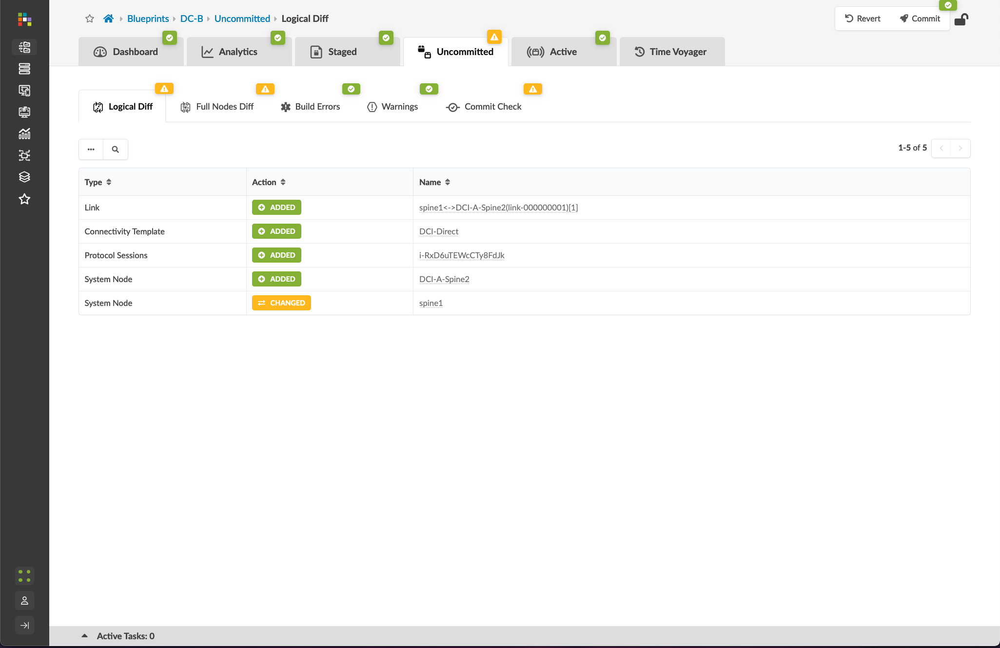 Blueprints DC-B Uncommitted Logical Diff
Revert Commit
Dashboard Analytics Staged Uncommitted Active Time Voyager
Logical Diff Full Nodes Diff Build Errors Warnings Commit Check
1-5 of 5
Type Action Name
Link ADDED spine1<->DCI-A-Spine2(link-000000001)[1]
Connectivity Template ADDED DCI-Direct
Protocol Sessions ADDED i-RxD6uTEWcCTy8FdJk
System Node ADDED DCI-A-Spine2
System Node CHANGED spine1
Active Tasks: 0